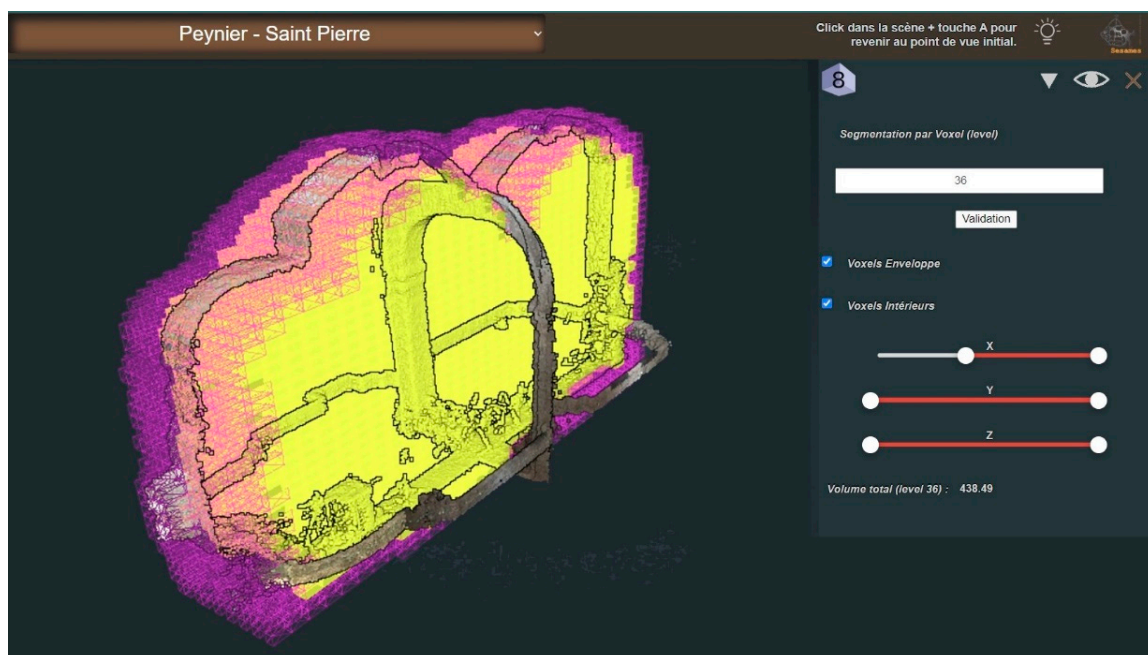 Peynier - Saint Pierre
Click dans la scène + touche A pour
revenir au point de vue initial.
Sesames
8
Segmentation par Voxel (level)
36
Validation
Voxels Enveloppe
Voxels Intérieurs
X
Y
Z
Volume total (level 36) : 438.49